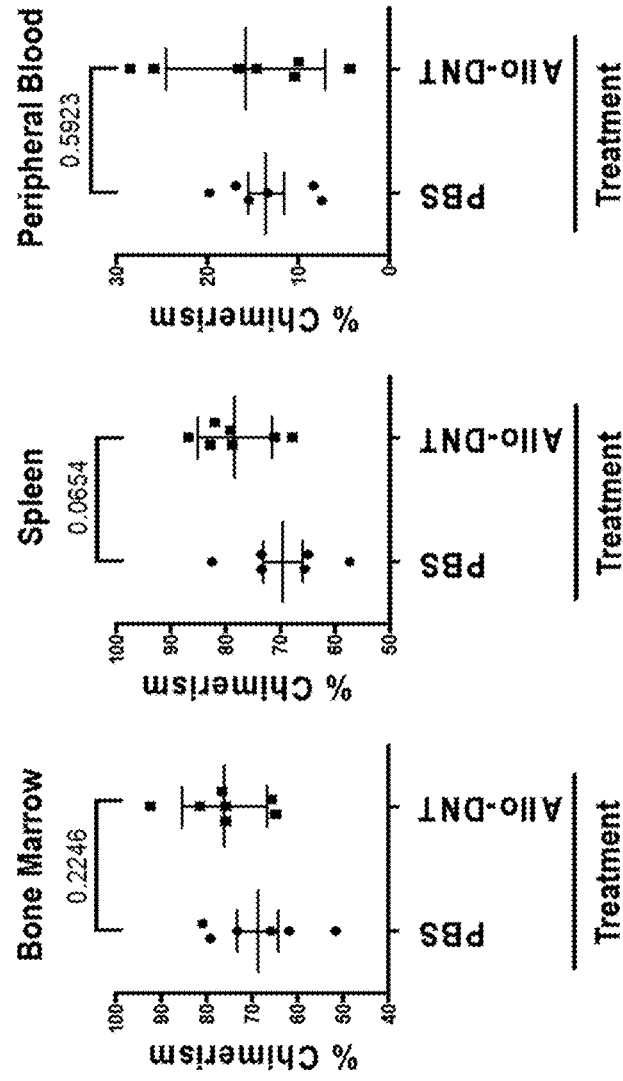 Bone Marrow
0.2246
% Chimerism
100
90
80
70
60
50
40
PBS
Allo-DNT
Treatment
Spleen
0.0654
% Chimerism
100
90
80
70
60
50
PBS
Allo-DNT
Treatment
Peripheral Blood
0.5923
% Chimerism
30
20
10
0
PBS
Allo-DNT
Treatment